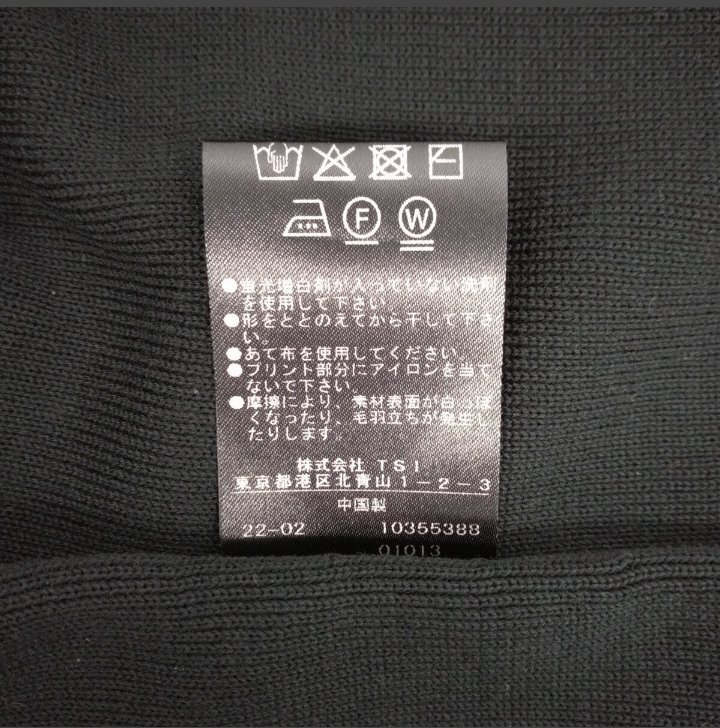 F W
●蛍光増白剤が入っていない洗剤
を使用して下さい
●形をととのえてから干して下さ
い。
●あて布を使用してください。
●プリント部分にアイロンを当て
ないで下さい。
●摩擦により、素材表面が白っぽ
くなったり、毛羽立ちが発生し
たりします。
株式会社 TSI
東京都港区北青山1-2-3
中国製
22-02 10355388
01013